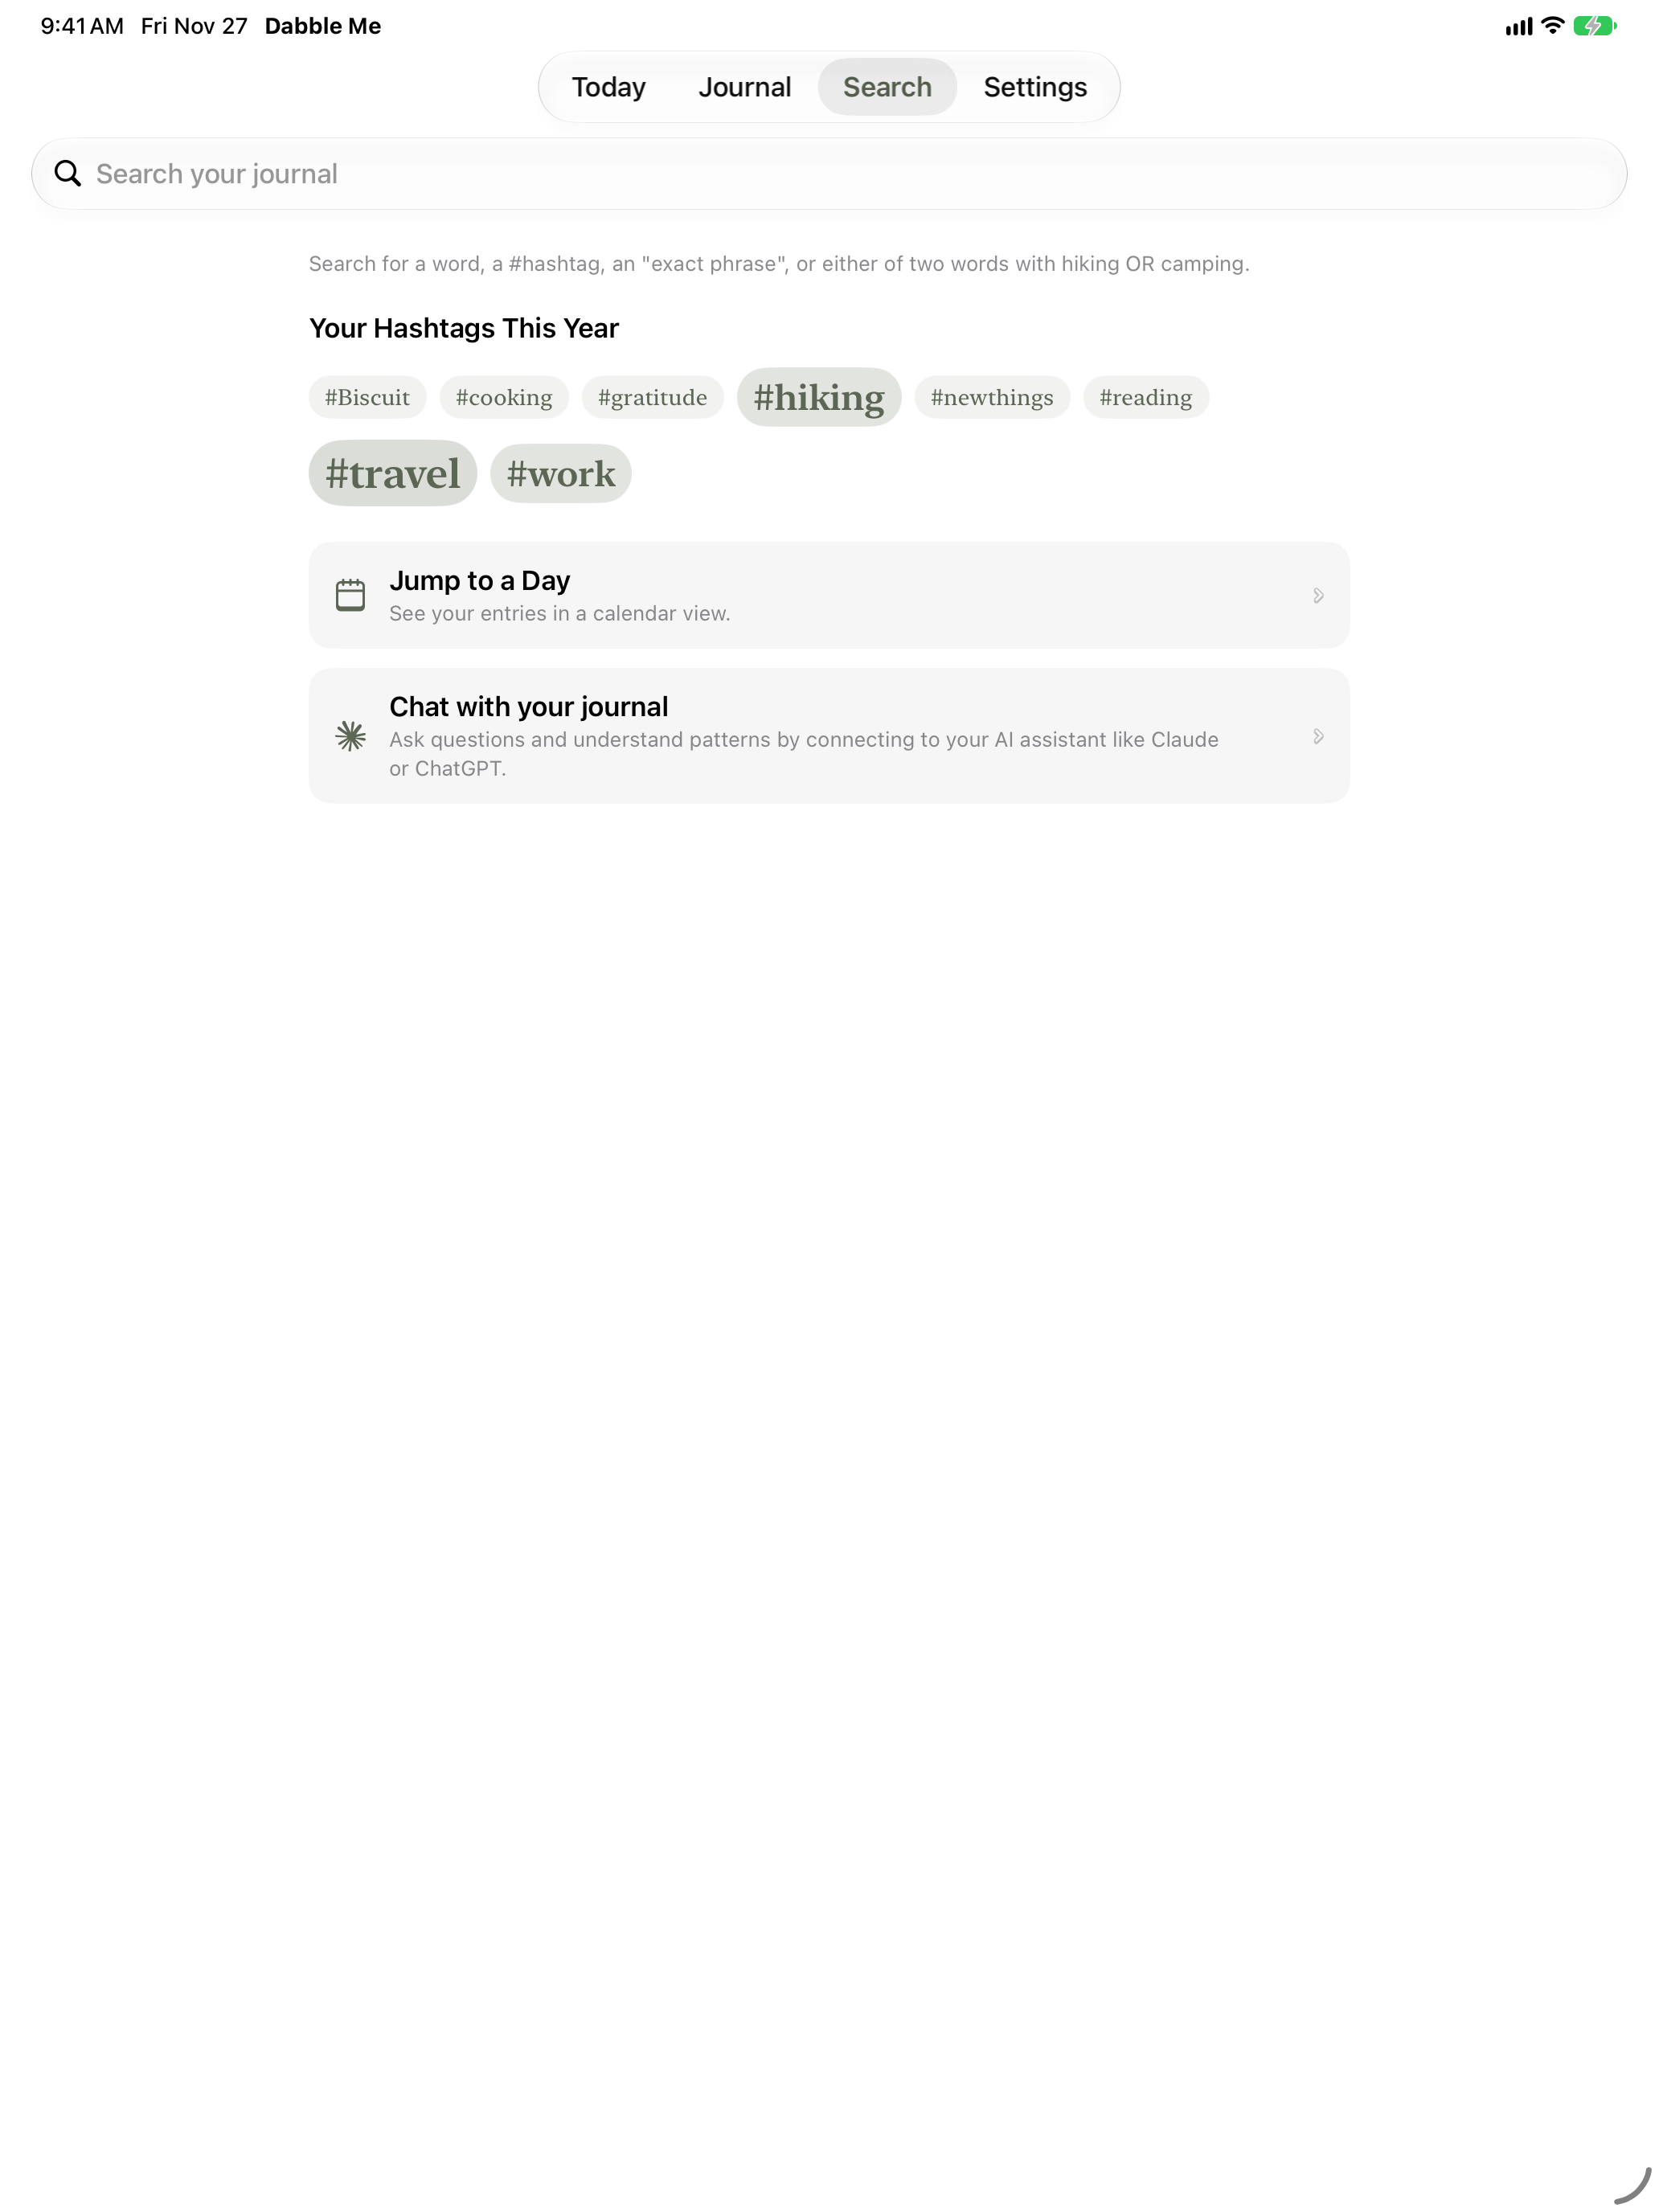 9:41 AM Fri Nov 27 Dabble Me
Today Journal Search Settings
Search your journal
Search for a word, a #hashtag, an "exact phrase", or either of two words with hiking OR camping.
Your Hashtags This Year
#Biscuit #cooking #gratitude #hiking #newthings #reading
#travel #work
Jump to a Day
See your entries in a calendar view.
Chat with your journal
Ask questions and understand patterns by connecting to your AI assistant like Claude
or ChatGPT.